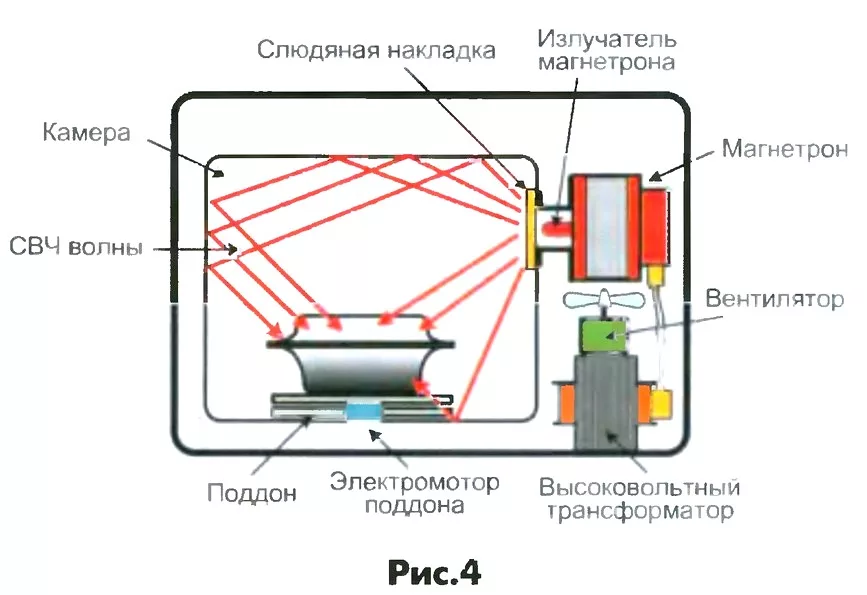 Слюдяная накладка
Излучатель
магнетрона
Камера
Магнетрон
СВЧ волны
Вентилятор
Поддон
Электромотор
поддона
Высоковольтный
трансформатор
Рис.4